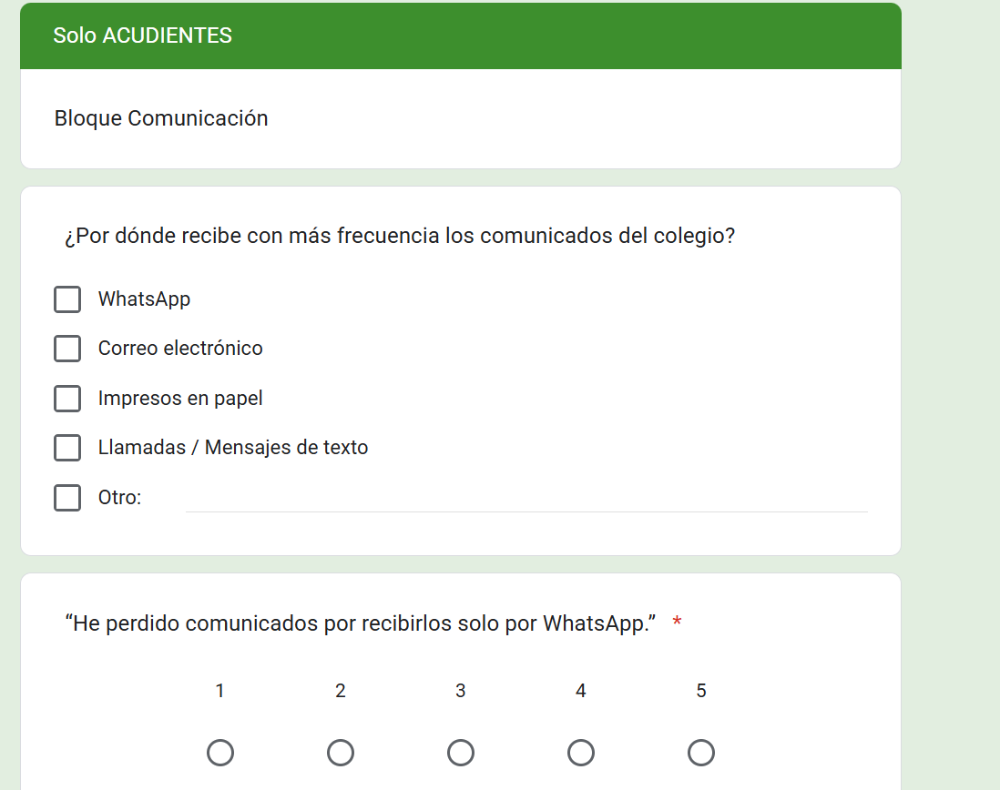 Solo ACUDIENTES
Bloque Comunicación
¿Por dónde recibe con más frecuencia los comunicados del colegio?
WhatsApp
Correo electrónico
Impresos en papel
Llamadas / Mensajes de texto
Otro:
“He perdido comunicados por recibirlos solo por WhatsApp.” *
1 2 3 4 5